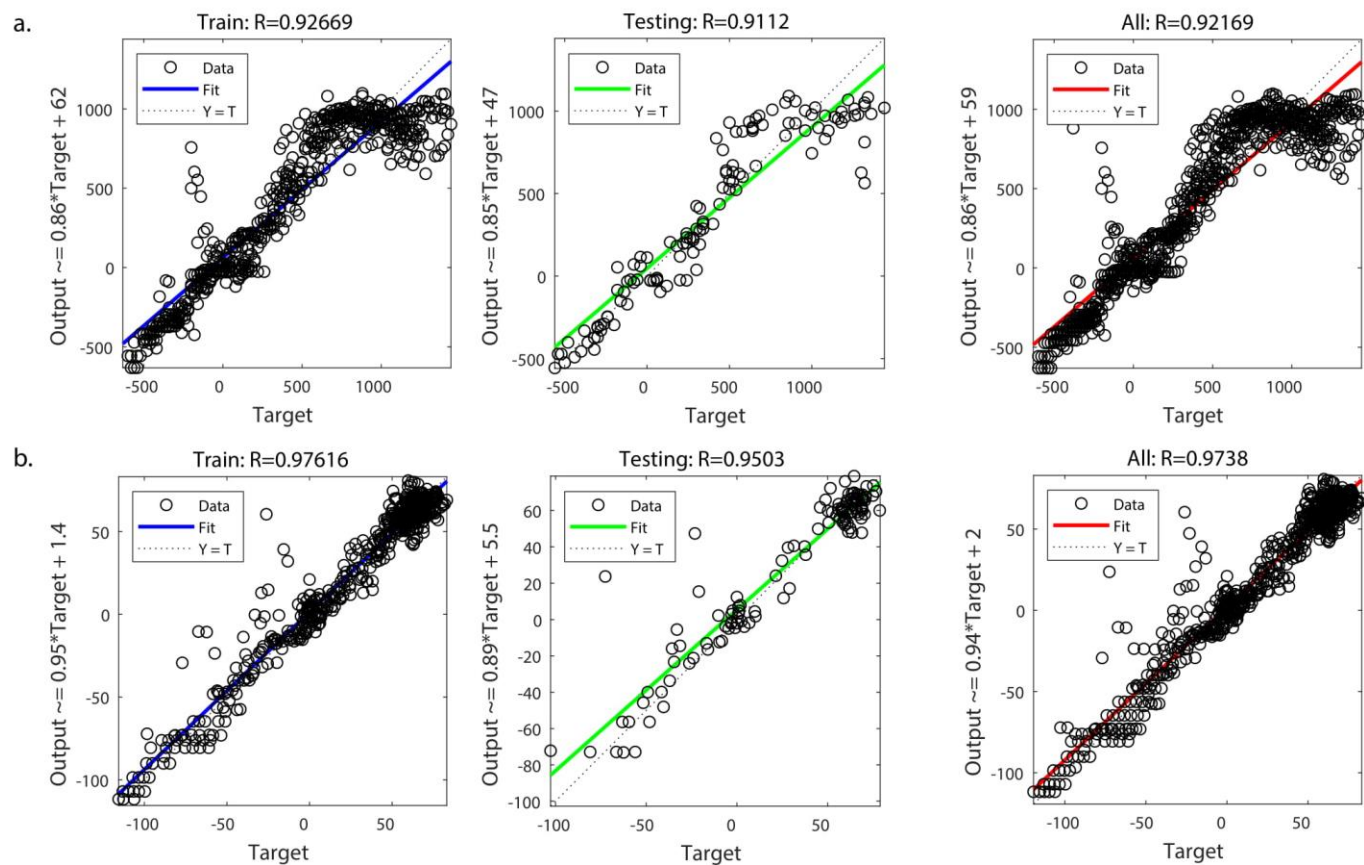 a.
Train: R=0.92669
Data
Fit
Y = T
Output ~= 0.86*Target + 62
1000
500
0
-500
-500 0 500 1000
Target
Testing: R=0.9112
Data
Fit
Y = T
Output ~= 0.85*Target + 47
1000
500
0
-500
-500 0 500 1000
Target
All: R=0.92169
Data
Fit
Y = T
Output ~= 0.86*Target + 59
1000
500
0
-500
-500 0 500 1000
Target
b.
Train: R=0.97616
Data
Fit
Y = T
Output ~= 0.95*Target + 1.4
50
0
-50
-100
-100 -50 0 50
Target
Testing: R=0.9503
Data
Fit
Y = T
Output ~= 0.89*Target + 5.5
80
60
40
20
0
-20
-40
-60
-80
-100
-100 -50 0 50
Target
All: R=0.9738
Data
Fit
Y = T
Output ~= 0.94*Target + 2
50
0
-50
-100
-100 -50 0 50
Target